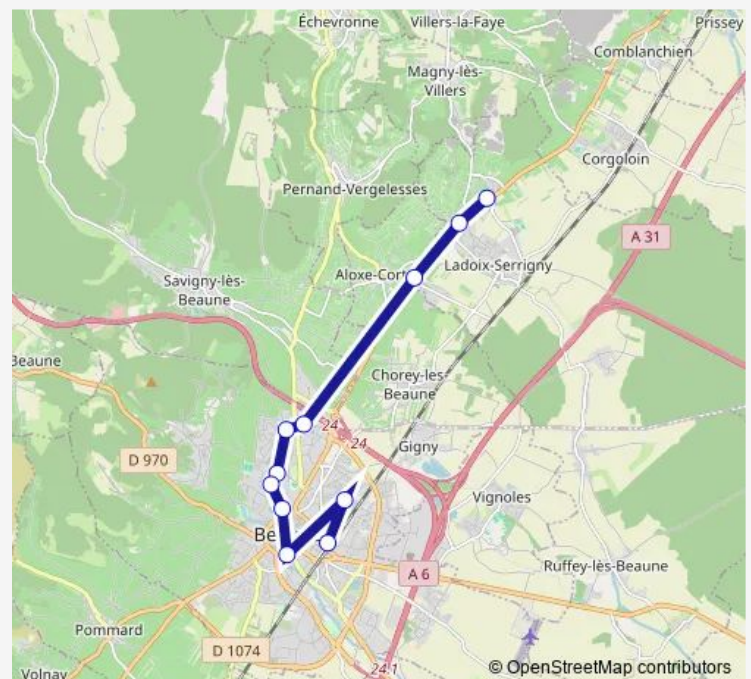 Échevronne
Villers-la-Faye
Prissey
Comblanchien
Magny-lès-
Villers
Corgoloin
Pernand-Vergelesses
A 31
Ladoix-Serrigny
Aloxe-Cort
Savigny-lès-
Beaune
Beaune
Chorey-les-
Beaune
24
24
Gigny
D 970
Vignoles
Be
Ruffey-lès-Beaune
A 6
Pommard
D 1074
24.1
Volnay
© OpenStreetMap contributors